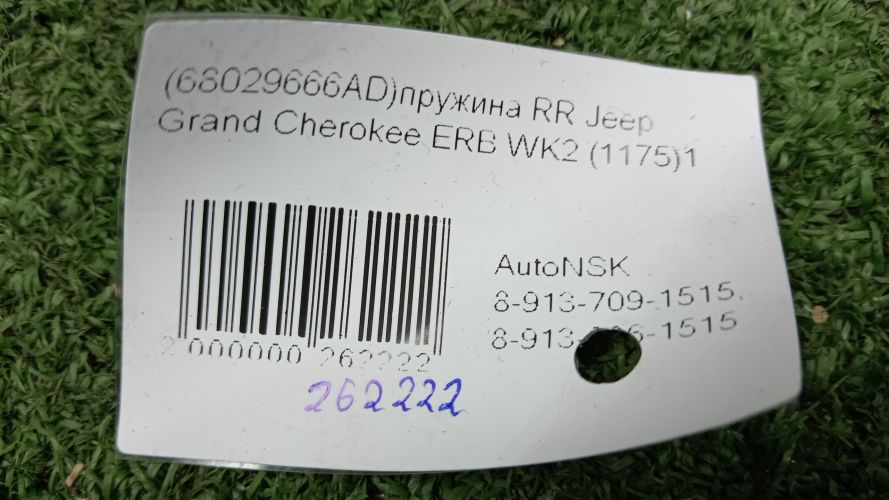 (68029666AD)пружина RR Jeep
Grand Cherokee ERB WK2 (1175)1
AutoNSK
8-913-709-1515,
2 000000 262222
262222